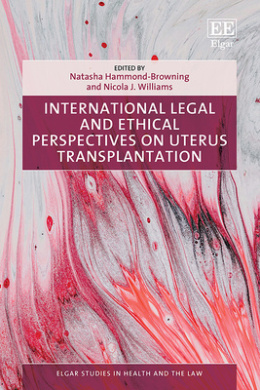 EE
Elgar
EDITED BY
Natasha Hammond-Browning
and Nicola J. Williams
INTERNATIONAL LEGAL
AND ETHICAL
PERSPECTIVES ON UTERUS
TRANSPLANTATION
ELGAR STUDIES IN HEALTH AND THE LAW